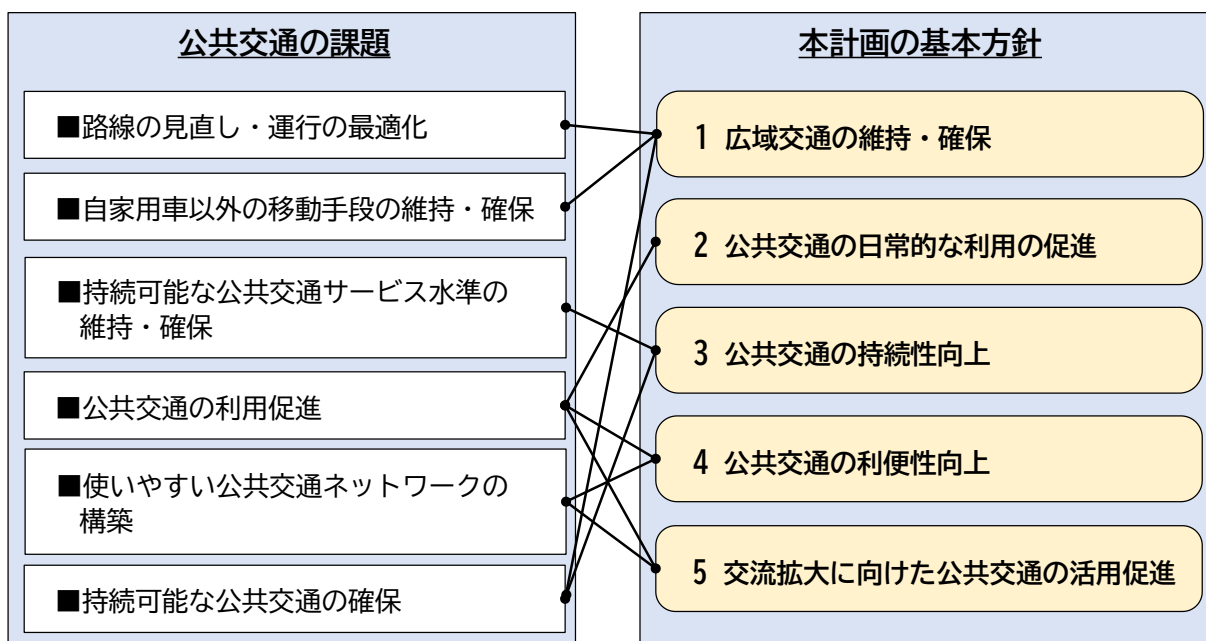 公共交通の課題
■路線の見直し・運行の最適化
■自家用車以外の移動手段の維持・確保
■持続可能な公共交通サービス水準の
維持・確保
■公共交通の利用促進
■使いやすい公共交通ネットワークの
構築
■持続可能な公共交通の確保
本計画の基本方針
1 広域交通の維持・確保
2 公共交通の日常的な利用の促進
3 公共交通の持続性向上
4 公共交通の利便性向上
5 交流拡大に向けた公共交通の活用促進